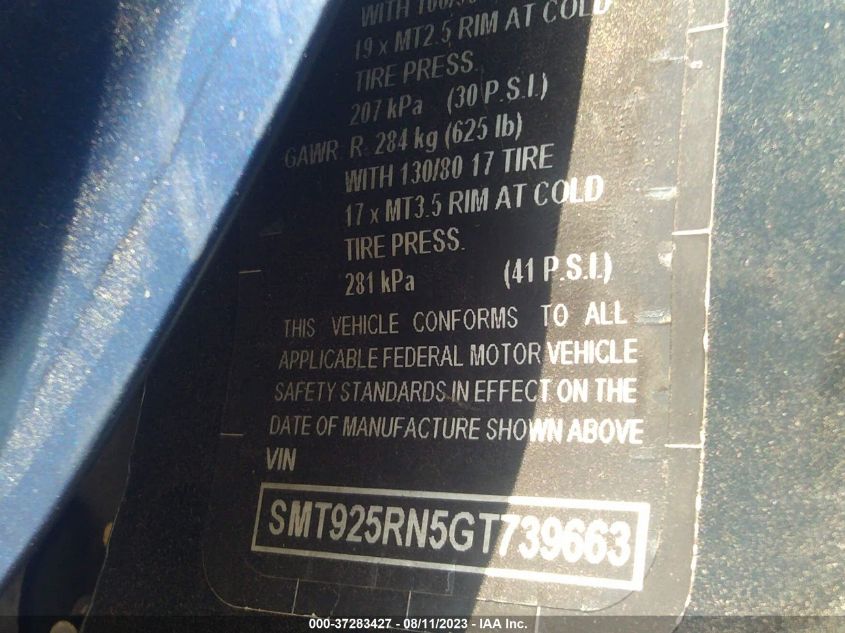 WITH 100/90
19 x MT2.5 RIM AT COLD
TIRE PRESS.
207 kPa (30 P.S.I.)
GAWR R. 284 kg (625 lb)
WITH 130/80 17 TIRE
17 x MT3.5 RIM AT COLD
TIRE PRESS.
281 kPa (41 P.S.I.)
THIS VEHICLE CONFORMS TO ALL
APPLICABLE FEDERAL MOTOR VEHICLE
SAFETY STANDARDS IN EFFECT ON THE
DATE OF MANUFACTURE SHOWN ABOVE
VIN
SMT925RN5GT739663
000-37283427 - 08/11/2023 - IAA Inc.